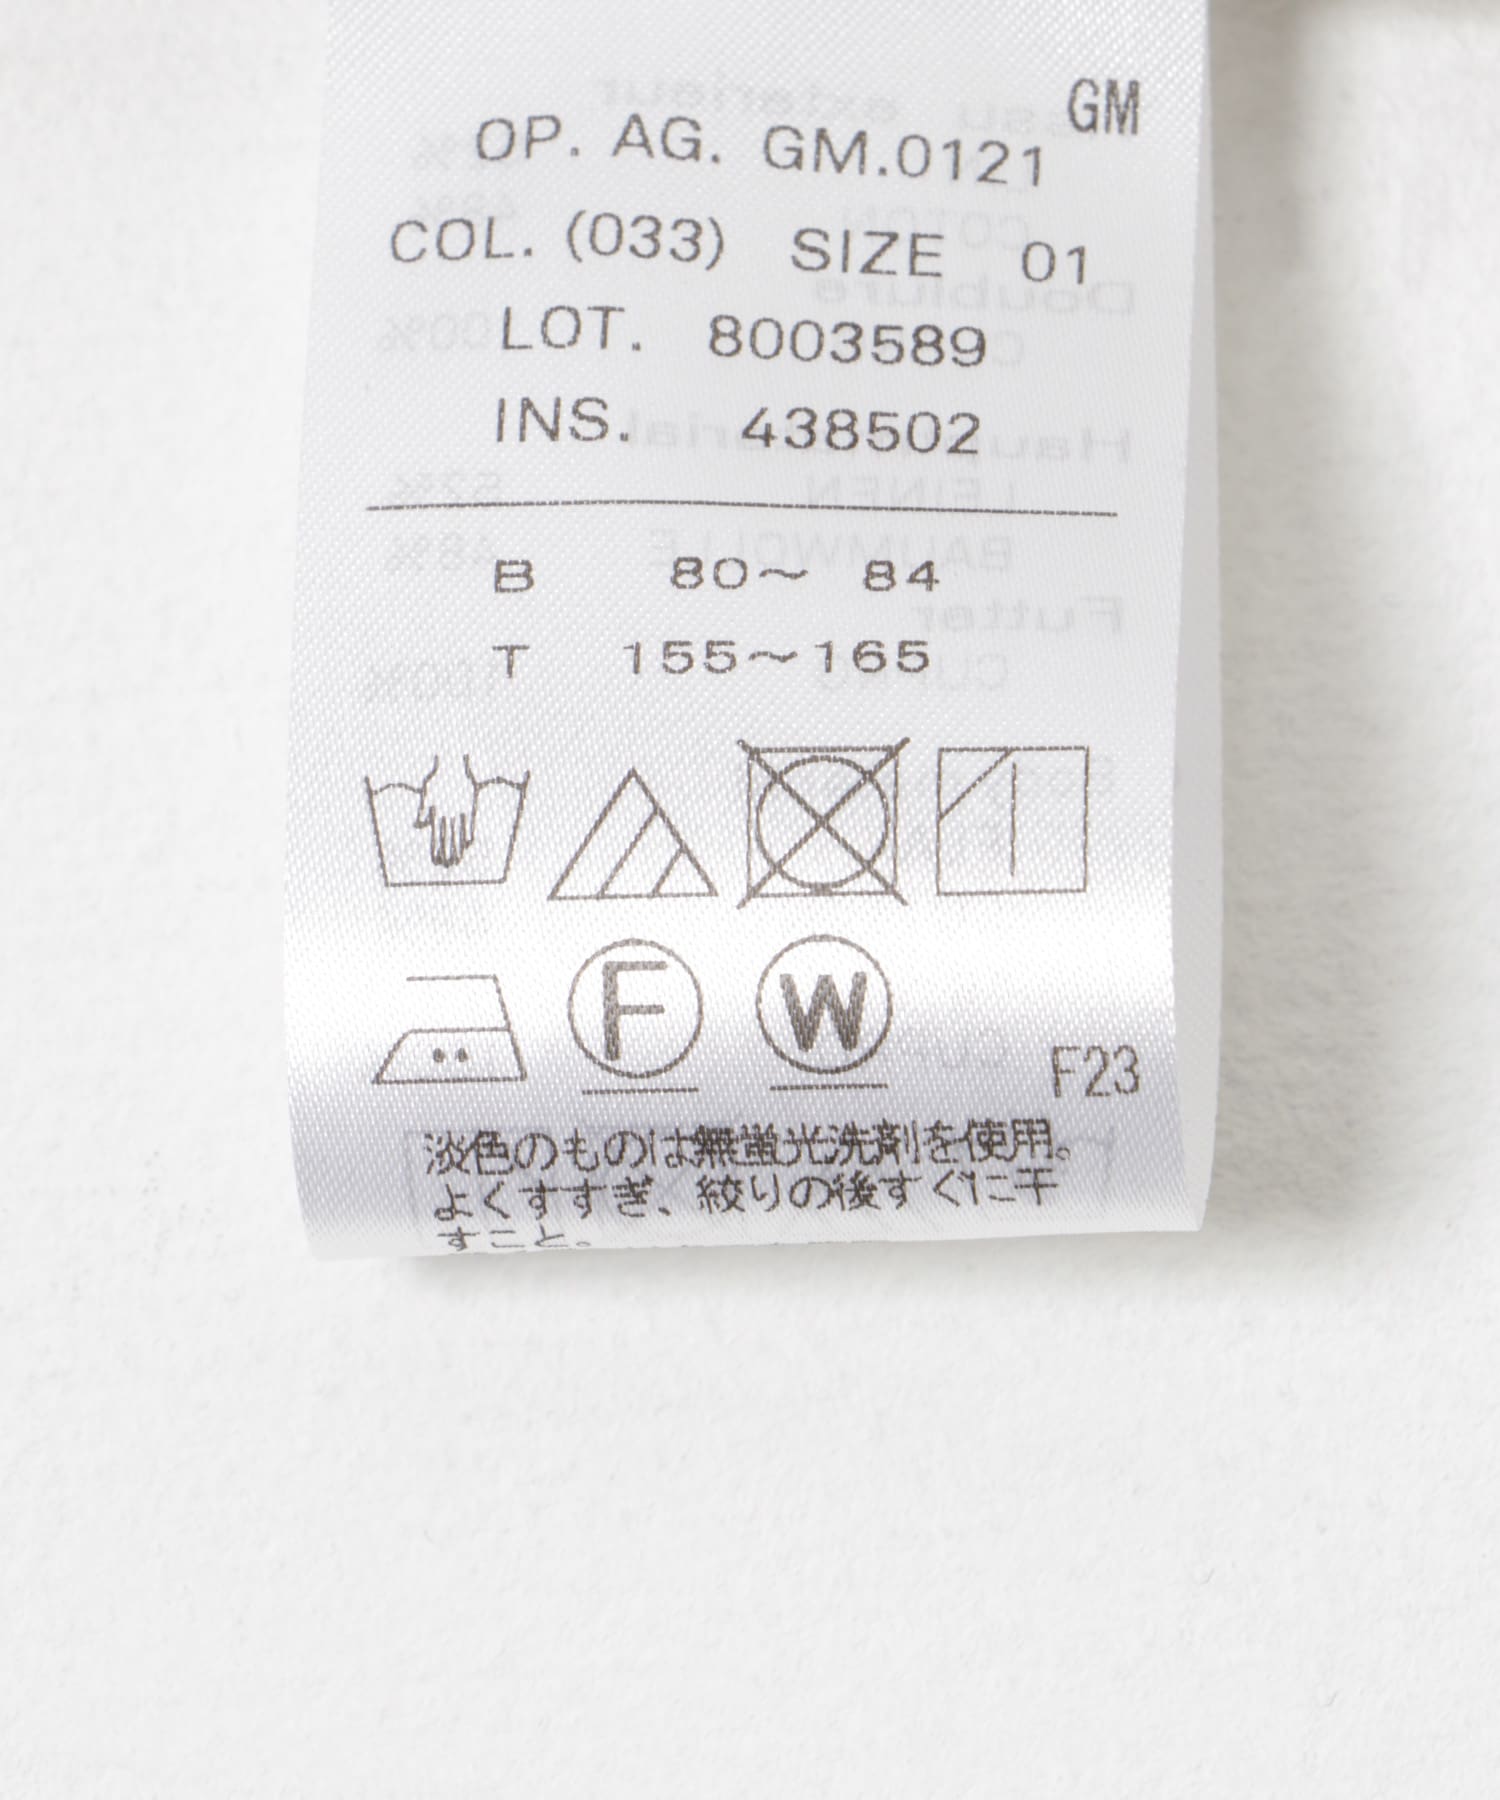 GM
OP. AG. GM.0121
COL. (033) SIZE 01
LOT. 8003589
INS. 438502
B 80～ 84
T 155～165
F W
F23
淡色のものは無蛍光洗剤を使用。
よくすすぎ、絞りの後すぐに干
すこと。